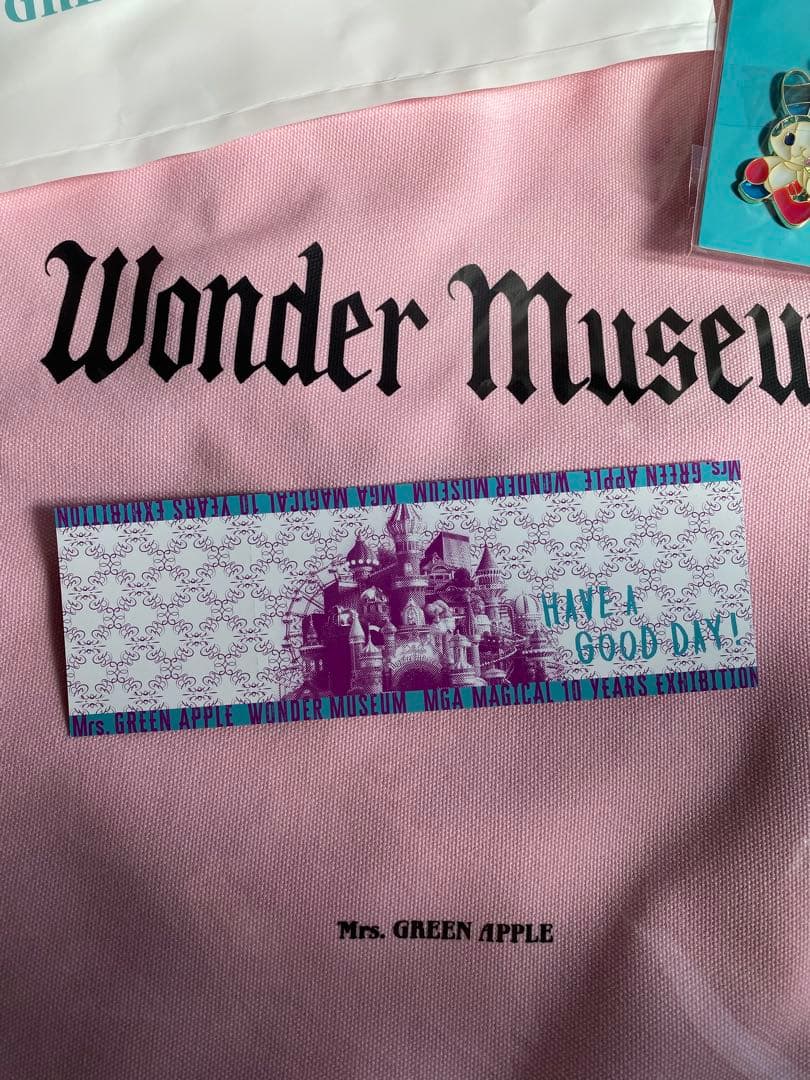 Wonder Museu
Mrs. GREEN APPLE WONDER MUSEUM MGA MAGICAL 10 YEARS EXHIBITION
HAVE A
GOOD DAY!
Mrs. GREEN APPLE WONDER MUSEUM MGA MAGICAL 10 YEARS EXHIBITION
Mrs. GREEN APPLE